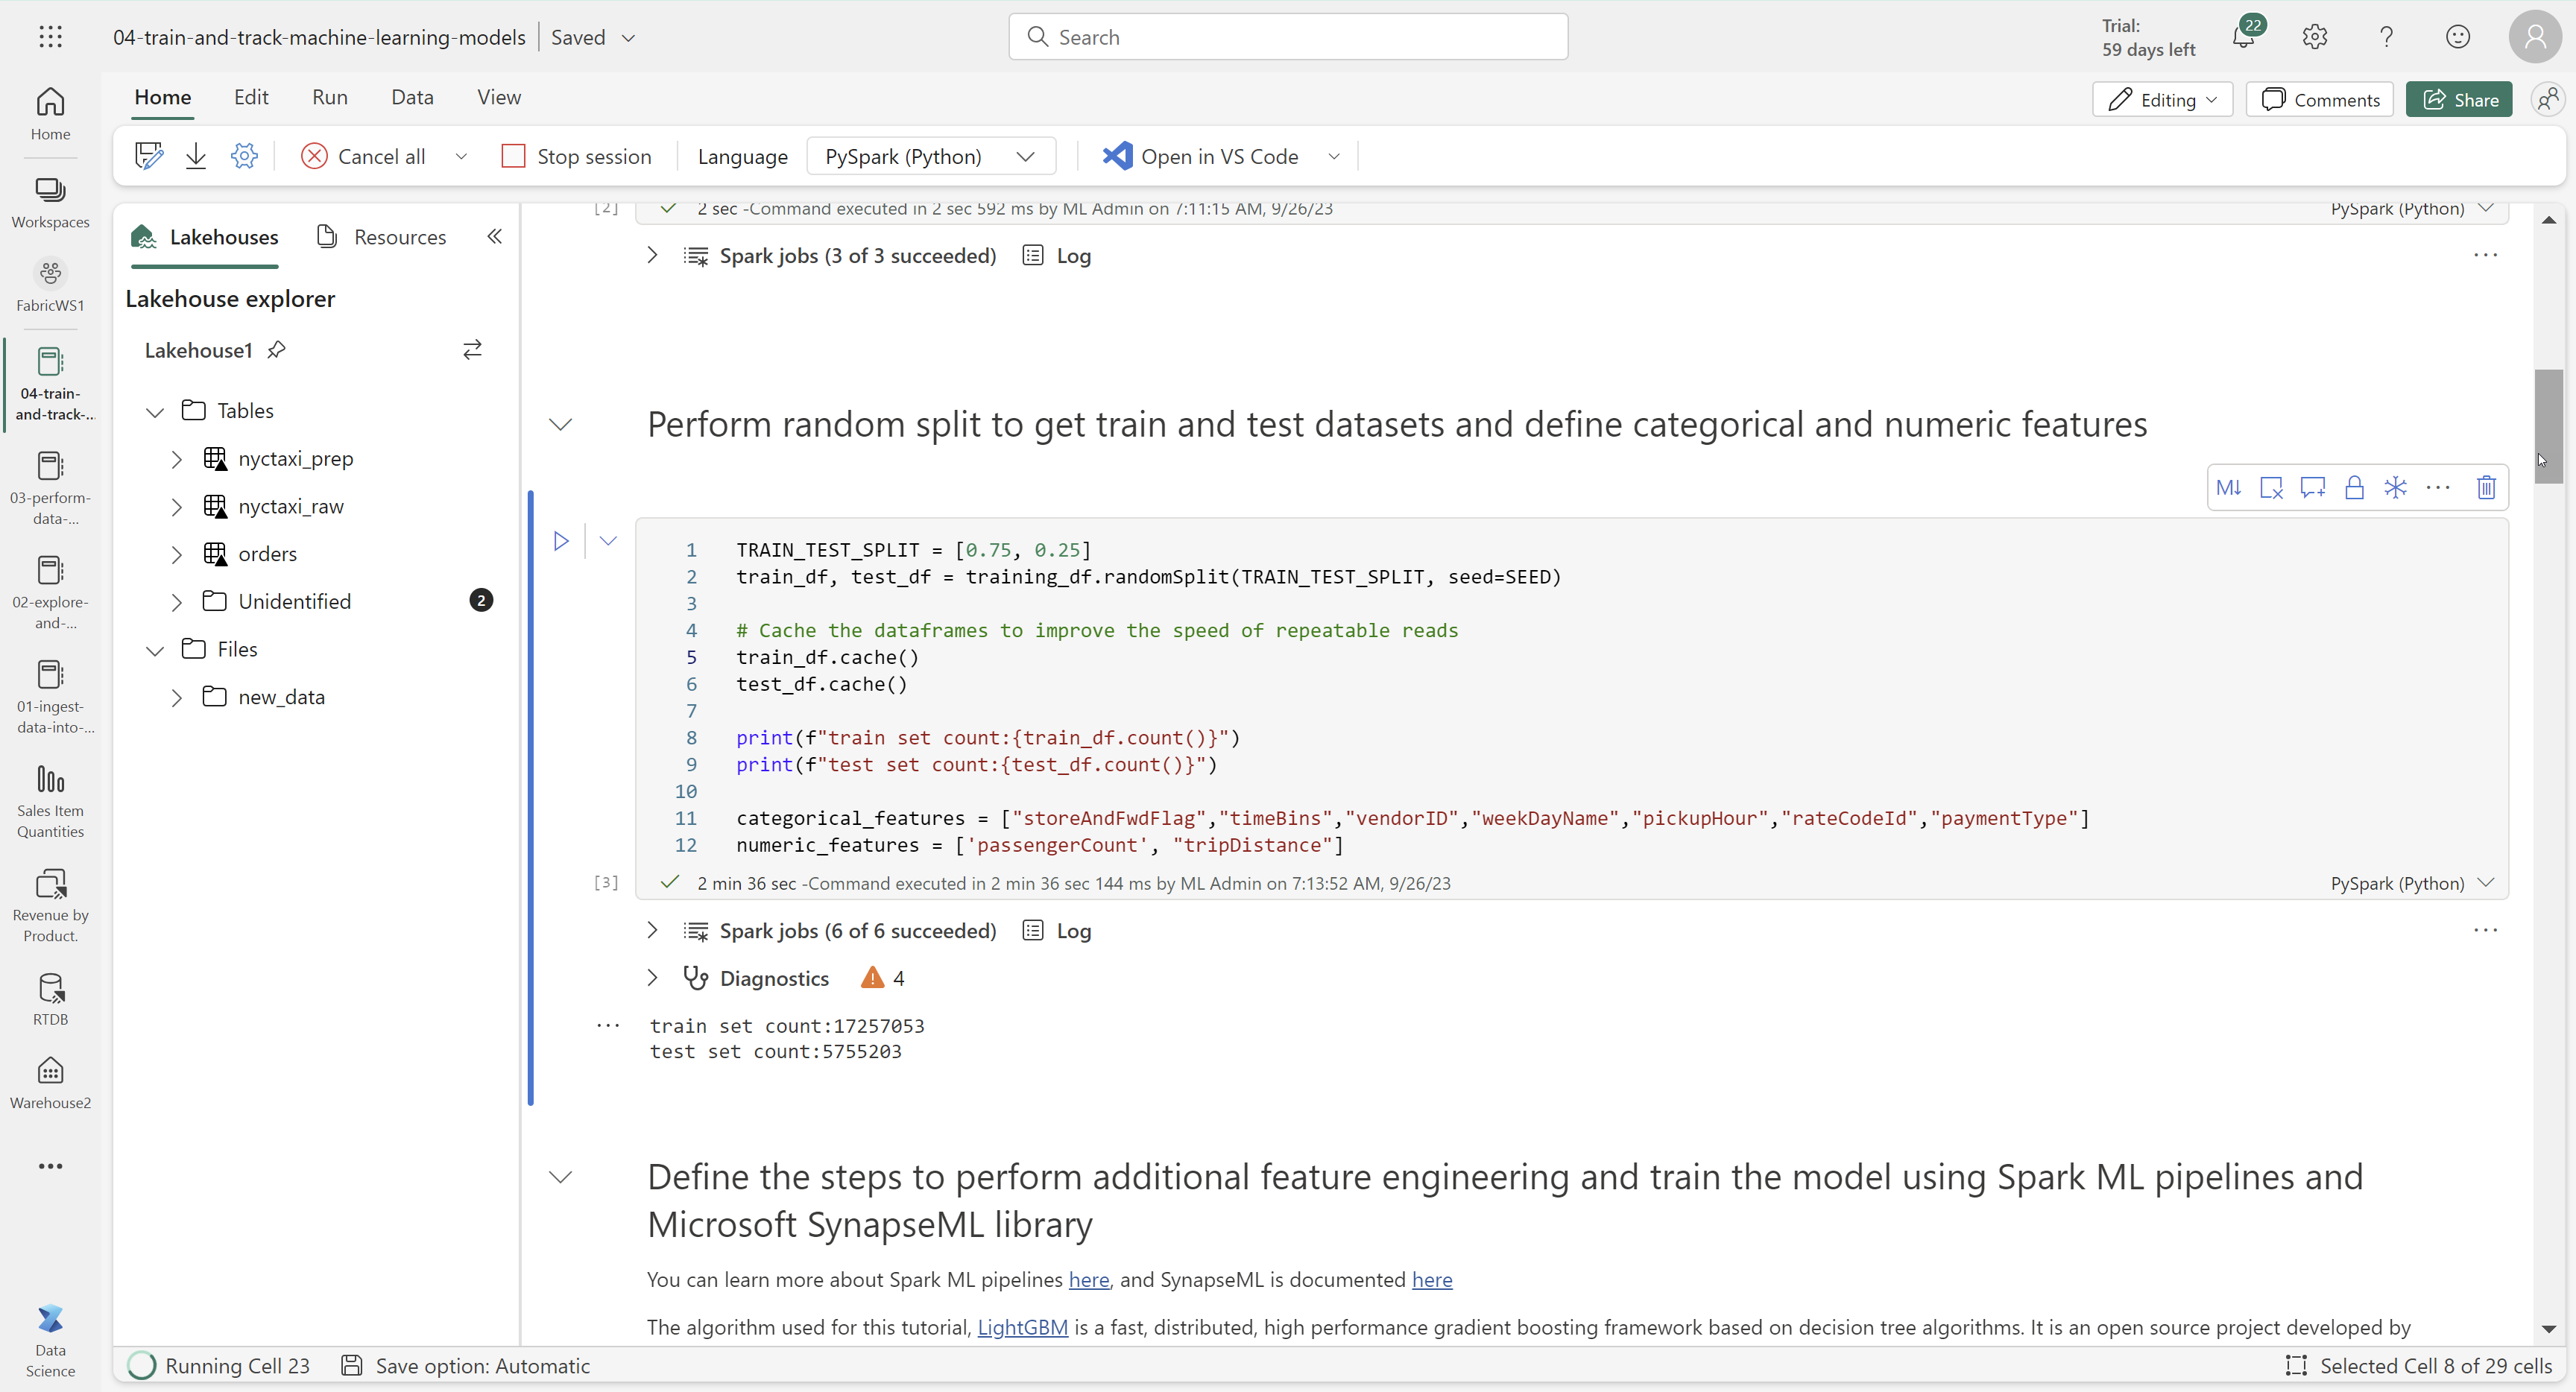 04-train-and-track-machine-learning-models
Saved
Search
Trial:
59 days left
22
Home
Edit
Run
Data
View
Editing
Comments
Share
Cancel all
Stop session
Language
PySpark (Python)
Open in VS Code
Home
Workspaces
FabricWS1
04-train-
and-track-...
03-perform-
data-...
02-explore-
and-...
01-ingest-
data-into-...
Sales Item
Quantities
Revenue by
Product.
RTDB
Warehouse2
Data
Science
Lakehouses
Resources
Lakehouse explorer
Lakehouse1
Tables
nyctaxi_prep
nyctaxi_raw
orders
Unidentified
2
Files
new_data
[2]
2 sec -Command executed in 2 sec 592 ms by ML Admin on 7:11:15 AM, 9/26/23
PySpark (Python)
Spark jobs (3 of 3 succeeded)
Log
Perform random split to get train and test datasets and define categorical and numeric features
M↓
1 TRAIN_TEST_SPLIT = [0.75, 0.25]
2 train_df, test_df = training_df.randomSplit(TRAIN_TEST_SPLIT, seed=SEED)
3
4 # Cache the dataframes to improve the speed of repeatable reads
5 train_df.cache()
6 test_df.cache()
7
8 print(f"train set count:{train_df.count()}")
9 print(f"test set count:{test_df.count()}")
10
11 categorical_features = ["storeAndFwdFlag","timeBins","vendorID","weekDayName","pickupHour","rateCodeId","paymentType"]
12 numeric_features = ['passengerCount', "tripDistance"]
[3]
2 min 36 sec -Command executed in 2 min 36 sec 144 ms by ML Admin on 7:13:52 AM, 9/26/23
PySpark (Python)
Spark jobs (6 of 6 succeeded)
Log
Diagnostics
4
train set count:17257053
test set count:5755203
Define the steps to perform additional feature engineering and train the model using Spark ML pipelines and
Microsoft SynapseML library
You can learn more about Spark ML pipelines here, and SynapseML is documented here
The algorithm used for this tutorial, LightGBM is a fast, distributed, high performance gradient boosting framework based on decision tree algorithms. It is an open source project developed by
Running Cell 23
Save option: Automatic
Selected Cell 8 of 29 cells